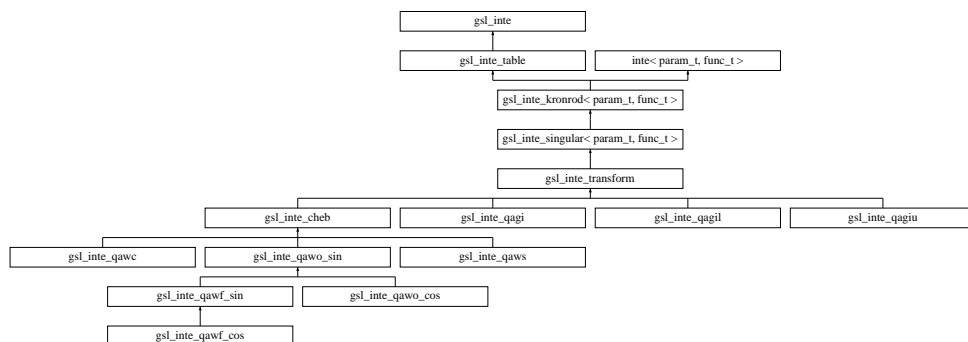 gsl_inte
gsl_inte_table
inte< param_t, func_t >
gsl_inte_kronrod< param_t, func_t >
gsl_inte_singular< param_t, func_t >
gsl_inte_transform
gsl_inte_cheb
gsl_inte_qagi
gsl_inte_qagil
gsl_inte_qagiu
gsl_inte_qawc
gsl_inte_qawo_sin
gsl_inte_qaws
gsl_inte_qawf_sin
gsl_inte_qawo_cos
gsl_inte_qawf_cos